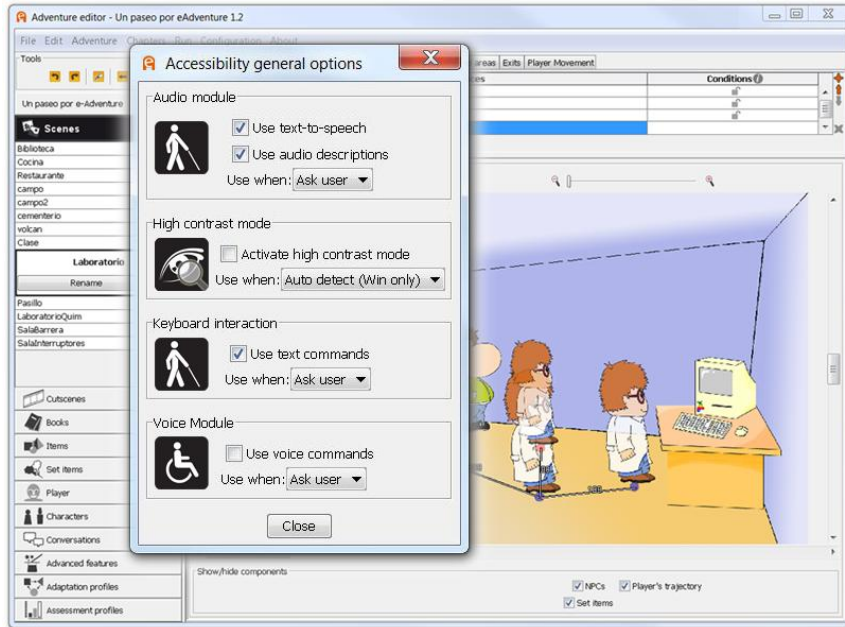 Adventure editor - Un paseo por eAdventure 1.2
File Edit Adventure Chapters Run Configuration About
Tools
Un paseo por e-Adventure
Scenes
Biblioteca
Cocina
Restaurante
campo
campo2
cementerio
volcan
Clase
Laboratorio
Rename
Pasillo
LaboratorioQuim
SalaBarrera
SalaInterruptores
Cutscenes
Books
Items
Set items
Player
Characters
Conversations
Advanced features
Adaptation profiles
Assessment profiles
Accessibility general options
Audio module
Use text-to-speech
Use audio descriptions
Use when: Ask user
High contrast mode
Activate high contrast mode
Use when: Auto detect (Win only)
Keyboard interaction
Use text commands
Use when: Ask user
Voice Module
Use voice commands
Use when: Ask user
Close
areas Exits Player Movement
Conditions
Show/hide components
NPCs Player's trajectory
Set items